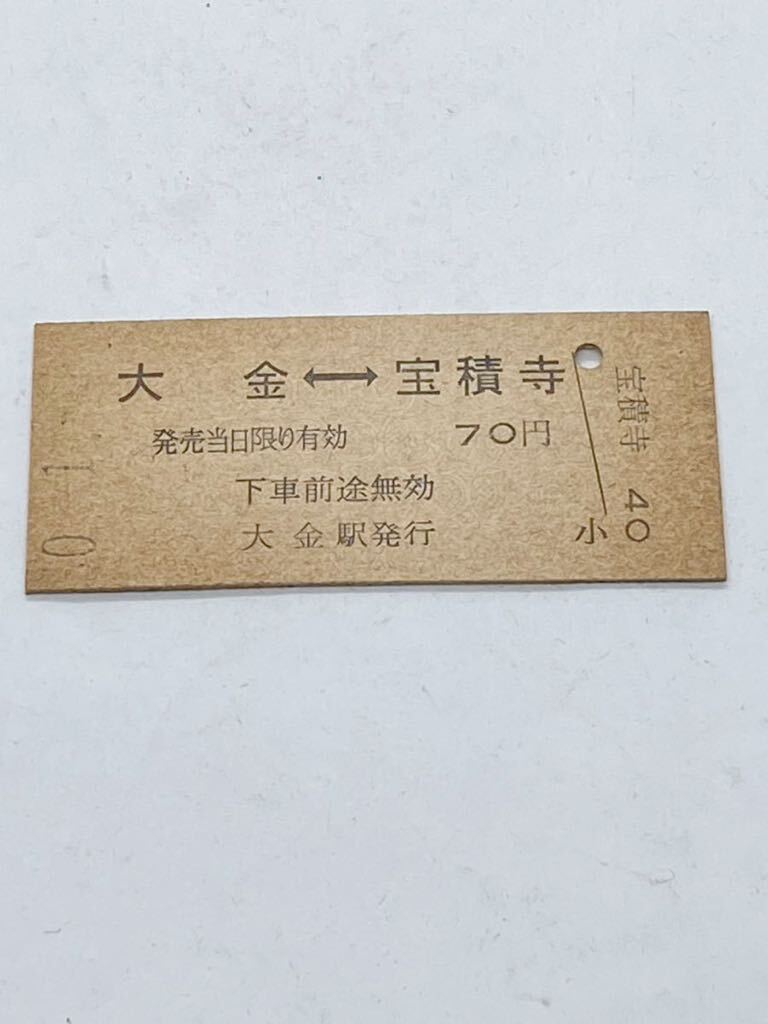 大金⟷宝積寺
発売当日限り有効 70円
下車前途無効
大金駅発行
小
宝積寺 40